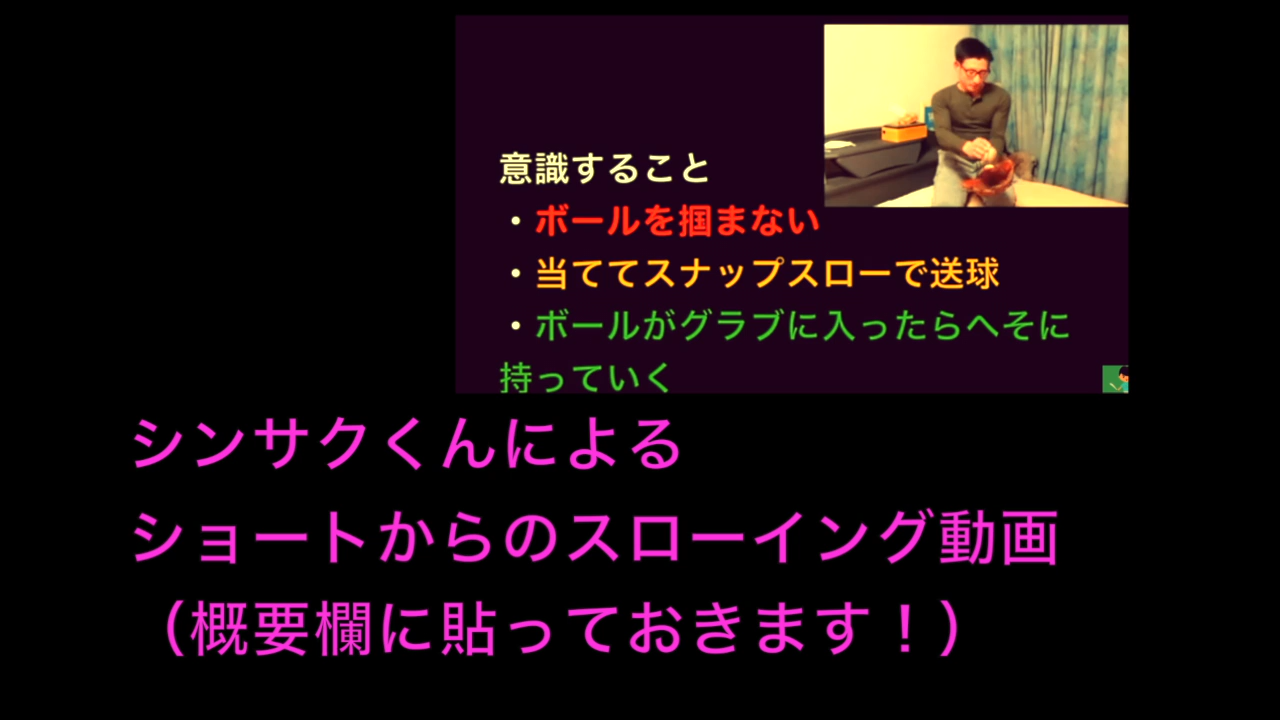 意識すること
・ボールを掴まない
・当ててスナップスローで送球
・ボールがグラブに入ったらへそに
持っていく
シンサクくんによる
ショートからのスローイング動画
（概要欄に貼っておきます！）